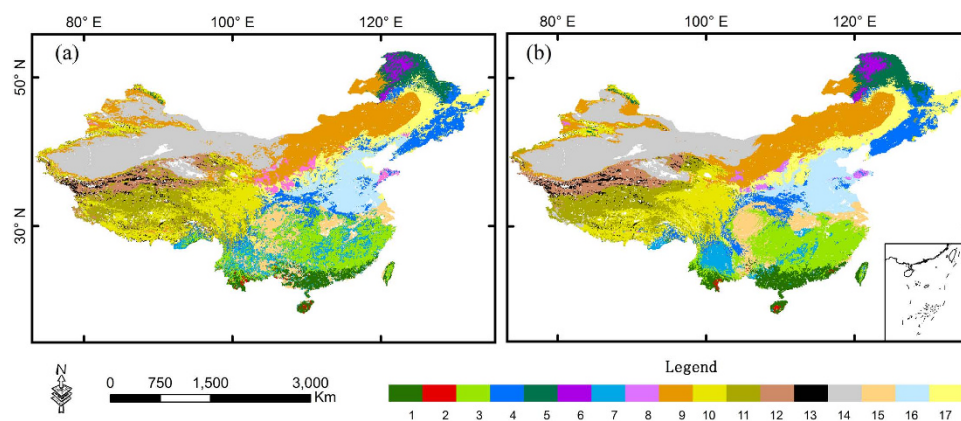 80° E 100° E 120° E 80° E 100° E 120° E
(a) (b)
50° N
30° N
Legend
N
0 750 1,500 3,000
Km
1 2 3 4 5 6 7 8 9 10 11 12 13 14 15 16 17